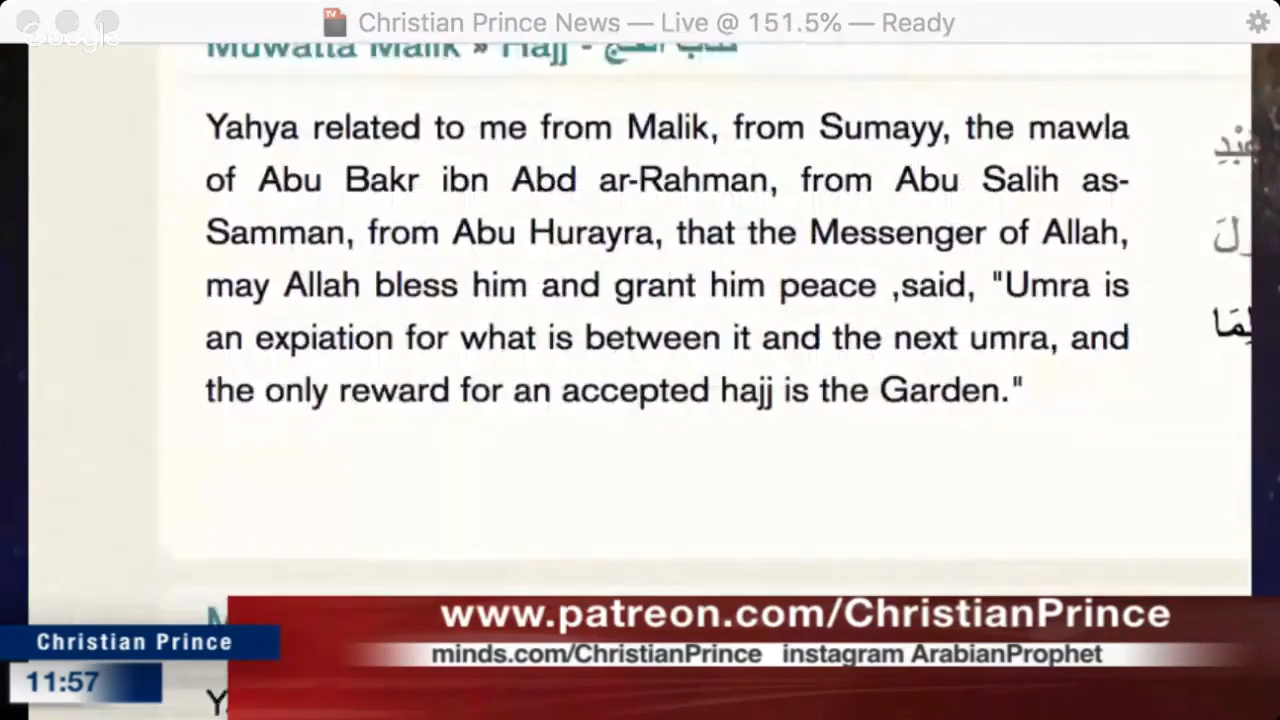 Christian Prince News — Live @ 151.5% — Ready
Google
Muwatta Malik » Hajj - كتاب الحج
Yahya related to me from Malik, from Sumayy, the mawla
of Abu Bakr ibn Abd ar-Rahman, from Abu Salih as-
Samman, from Abu Hurayra, that the Messenger of Allah,
may Allah bless him and grant him peace ,said, "Umra is
an expiation for what is between it and the next umra, and
the only reward for an accepted hajj is the Garden."
www.patreon.com/ChristianPrince
Christian Prince
minds.com/ChristianPrince instagram ArabianProphet
11:57